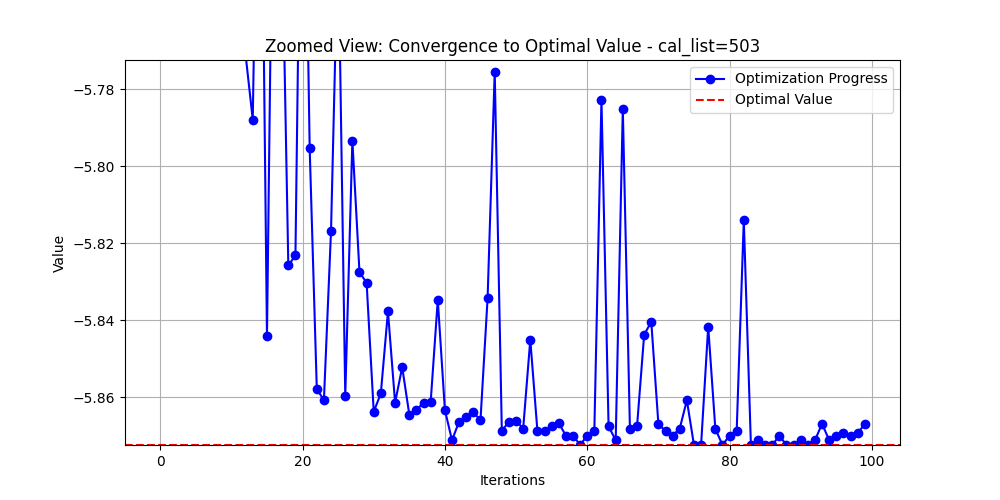 Zoomed View: Convergence to Optimal Value - cal_list=503
Optimization Progress
Optimal Value
−5.78
−5.80
−5.82
−5.84
−5.86
Value
0 20 40 60 80 100
Iterations